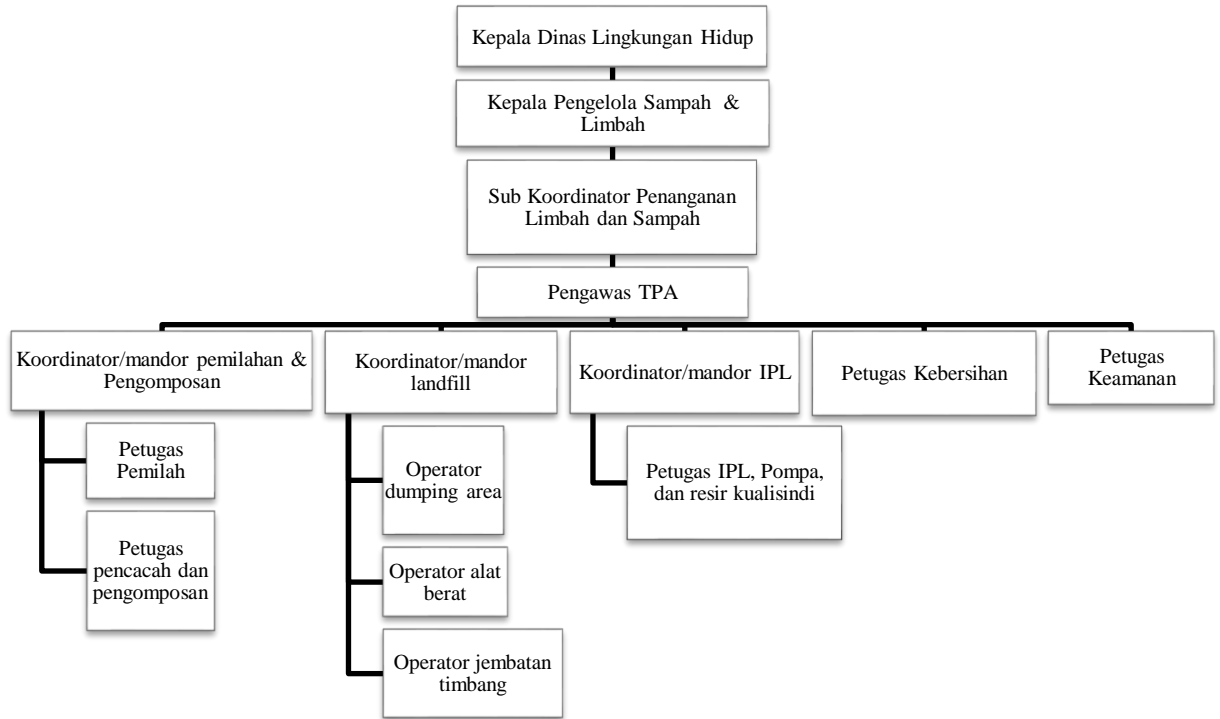 Kepala Dinas Lingkungan Hidup
Kepala Pengelola Sampah &
Limbah
Sub Koordinator Penanganan
Limbah dan Sampah
Pengawas TPA
Koordinator/mandor pemilahan &
Pengomposan
Petugas
Pemilah
Petugas
pencacah dan
pengomposan
Koordinator/mandor
landfill
Operator
dumping area
Operator alat
berat
Operator jembatan
timbang
Koordinator/mandor IPL
Petugas IPL, Pompa,
dan resir kualisindi
Petugas Kebersihan
Petugas
Keamanan